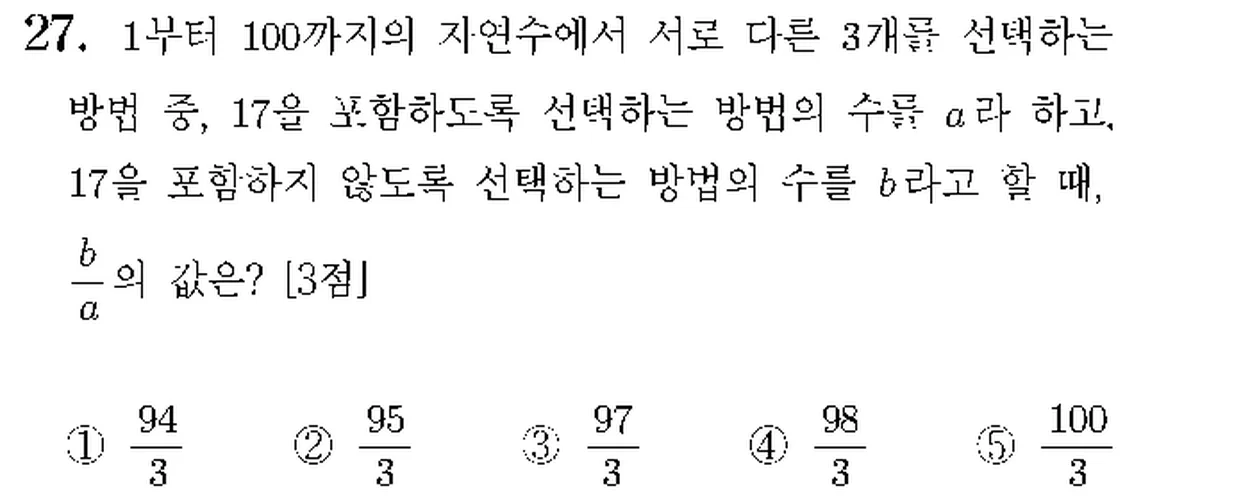 27. 1부터 100까지의 자연수에서 서로 다른 3개를 선택하는
방법 중, 17을 포함하도록 선택하는 방법의 수를 a라 하고,
17을 포함하지 않도록 선택하는 방법의 수를 b라고 할 때,
b/a의 값은? [3점]
① 94/3 ② 95/3 ③ 97/3 ④ 98/3 ⑤ 100/3